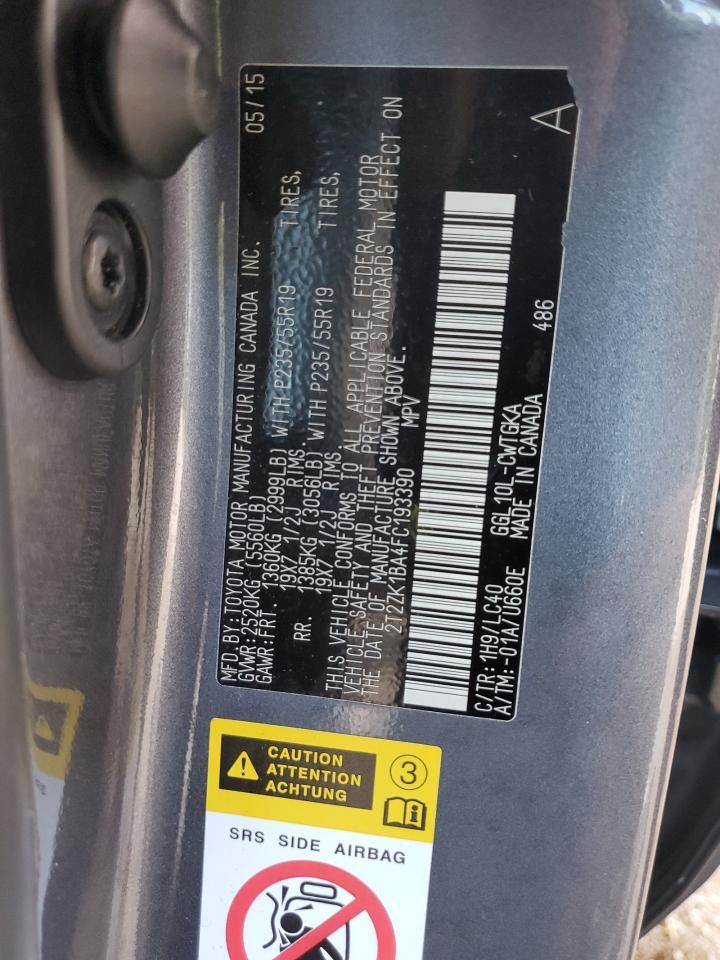 MFD.BY:TOYOTA MOTOR MANUFACTURING CANADA INC. 05/15
GVWR:2520KG (5560LB)
GAWR:FRT. 1360KG (2999LB) WITH P235/55R19 TIRES,
19X7 1/2J RIMS
RR. 1385KG (3056LB) WITH P235/55R19 TIRES,
19X7 1/2J RIMS
THIS VEHICLE CONFORMS TO ALL APPLICABLE FEDERAL MOTOR
VEHICLE SAFETY AND THEFT PREVENTION STANDARDS IN EFFECT ON
THE DATE OF MANUFACTURE SHOWN ABOVE.
2T2ZK1BA4FC193390 MPV
C/TR: 1H9/LC40 GGL10L-CWTGKA 486
A/TM:-01A/U660E MADE IN CANADA
A
CAUTION
ATTENTION
ACHTUNG
3
SRS SIDE AIRBAG